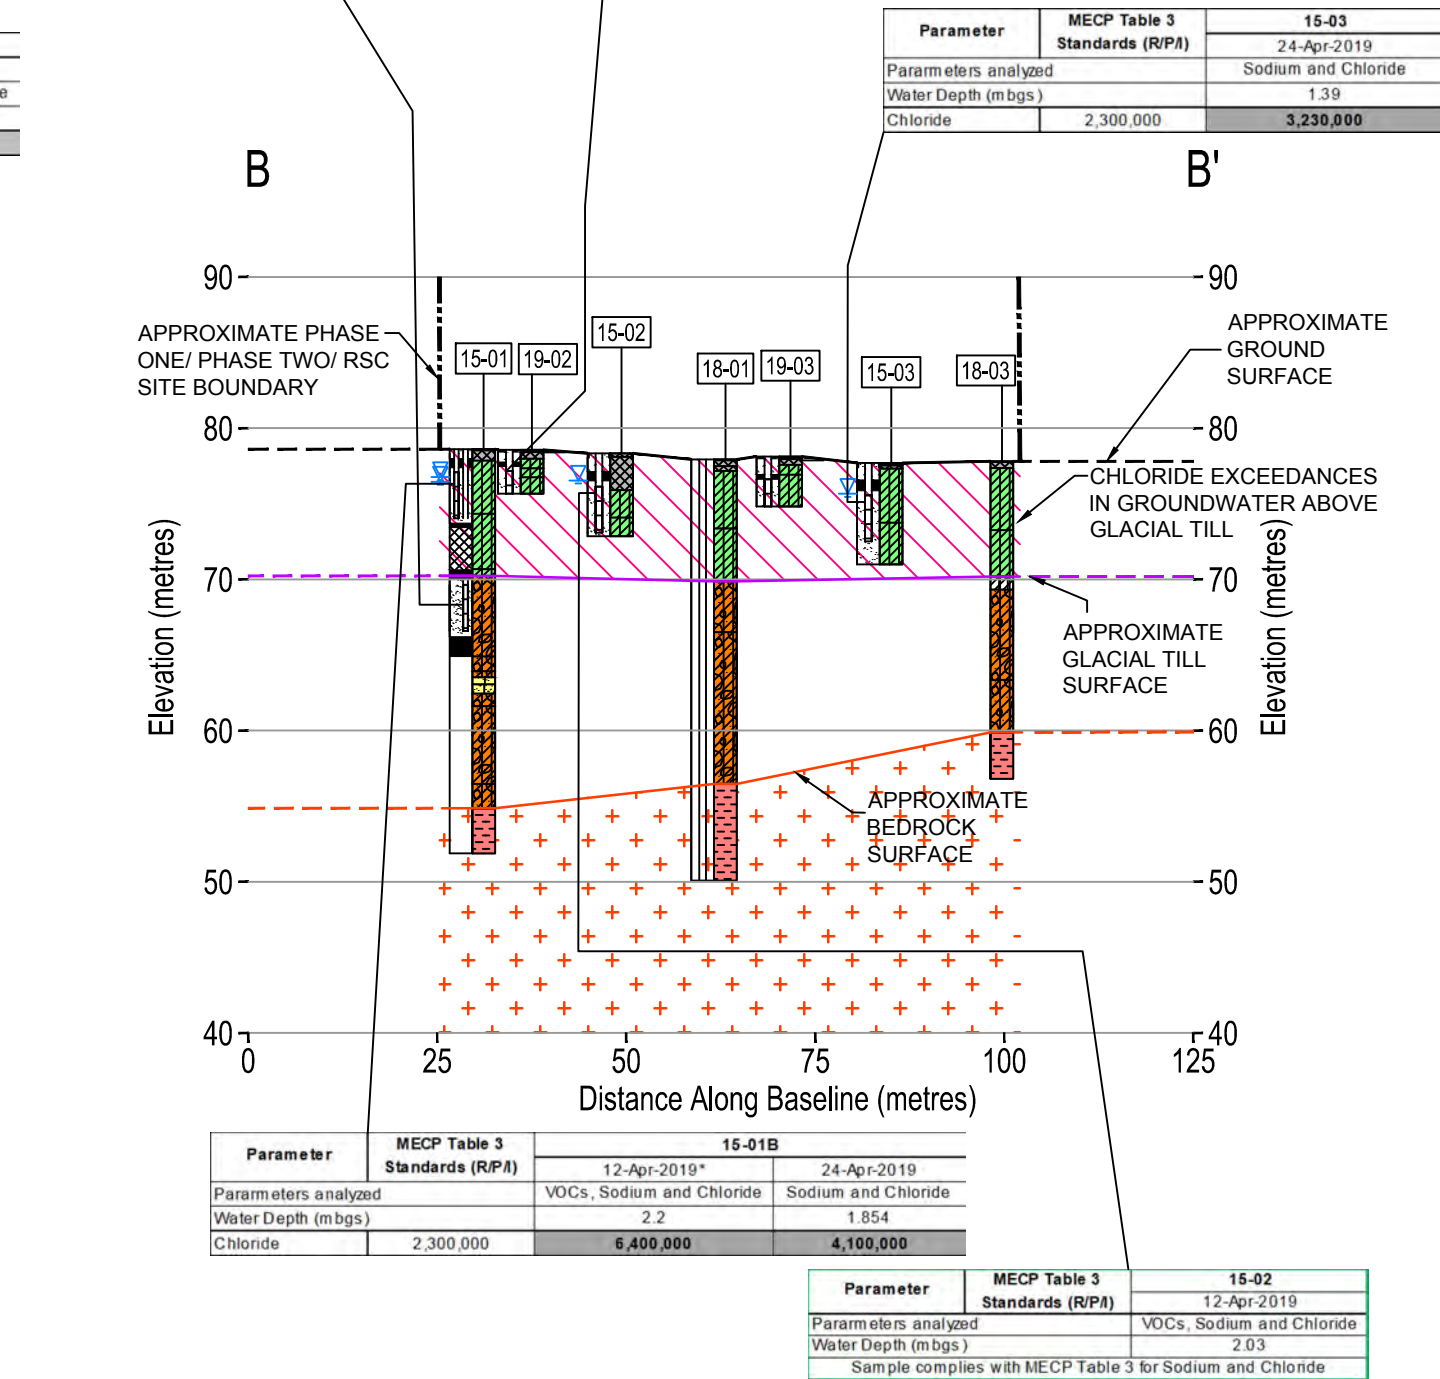 e
Parameter MECP Table 3 Standards (R/P/I) 15-03
24-Apr-2019
Pararmeters analyzed Sodium and Chloride
Water Depth (mbgs) 1.39
Chloride 2,300,000 3,230,000
B B'
90 90
APPROXIMATE PHASE
ONE/ PHASE TWO/ RSC
SITE BOUNDARY
15-01 19-02 15-02 18-01 19-03 15-03 18-03
APPROXIMATE
GROUND
SURFACE
80 80
CHLORIDE EXCEEDANCES
IN GROUNDWATER ABOVE
GLACIAL TILL
70 70
Elevation (metres)
Elevation (metres)
APPROXIMATE
GLACIAL TILL
SURFACE
60 60
APPROXIMATE
BEDROCK
SURFACE
50 50
40 40
0 25 50 75 100 125
Distance Along Baseline (metres)
Parameter MECP Table 3 Standards (R/P/I) 15-01B
12-Apr-2019* 24-Apr-2019
Pararmeters analyzed VOCs, Sodium and Chloride Sodium and Chloride
Water Depth (mbgs) 2.2 1.854
Chloride 2,300,000 6,400,000 4,100,000
Parameter MECP Table 3 Standards (R/P/I) 15-02
12-Apr-2019
Pararmeters analyzed VOCs, Sodium and Chloride
Water Depth (mbgs) 2.03
Sample complies with MECP Table 3 for Sodium and Chloride